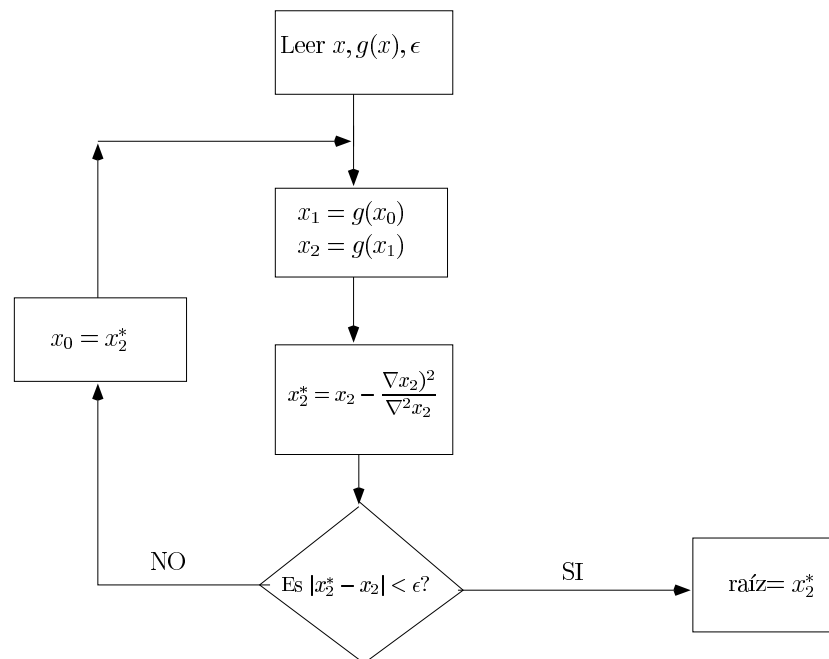 Leer x, g(x), ϵ
x₁ = g(x₀)
x₂ = g(x₁)
x₀ = x₂*
x₂* = x₂ − ∇x₂)² / ∇²x₂
NO
Es |x₂* − x₂| < ϵ?
SI
raíz= x₂*